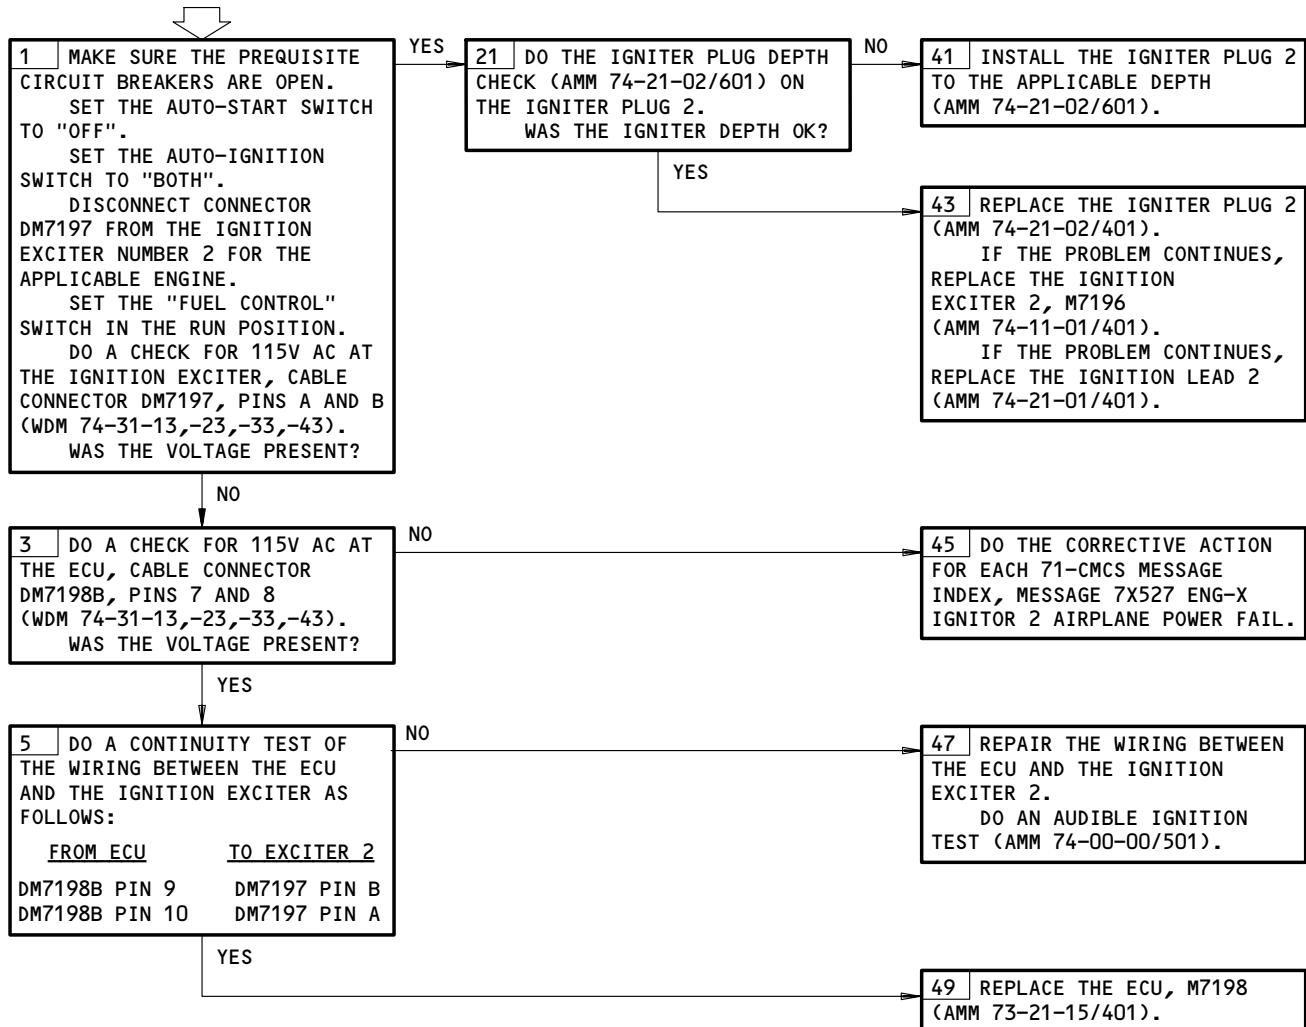 1 MAKE SURE THE PREQUISITE
CIRCUIT BREAKERS ARE OPEN.
SET THE AUTO-START SWITCH
TO "OFF".
SET THE AUTO-IGNITION
SWITCH TO "BOTH".
DISCONNECT CONNECTOR
DM7197 FROM THE IGNITION
EXCITER NUMBER 2 FOR THE
APPLICABLE ENGINE.
SET THE "FUEL CONTROL"
SWITCH IN THE RUN POSITION.
DO A CHECK FOR 115V AC AT
THE IGNITION EXCITER, CABLE
CONNECTOR DM7197, PINS A AND B
(WDM 74-31-13,-23,-33,-43).
WAS THE VOLTAGE PRESENT?
YES
21 DO THE IGNITER PLUG DEPTH
CHECK (AMM 74-21-02/601) ON
THE IGNITER PLUG 2.
WAS THE IGNITER DEPTH OK?
NO
41 INSTALL THE IGNITER PLUG 2
TO THE APPLICABLE DEPTH
(AMM 74-21-02/601).
YES
43 REPLACE THE IGNITER PLUG 2
(AMM 74-21-02/401).
IF THE PROBLEM CONTINUES,
REPLACE THE IGNITION
EXCITER 2, M7196
(AMM 74-11-01/401).
IF THE PROBLEM CONTINUES,
REPLACE THE IGNITION LEAD 2
(AMM 74-21-01/401).
NO
3 DO A CHECK FOR 115V AC AT
THE ECU, CABLE CONNECTOR
DM7198B, PINS 7 AND 8
(WDM 74-31-13,-23,-33,-43).
WAS THE VOLTAGE PRESENT?
NO
45 DO THE CORRECTIVE ACTION
FOR EACH 71-CMCS MESSAGE
INDEX, MESSAGE 7X527 ENG-X
IGNITOR 2 AIRPLANE POWER FAIL.
YES
5 DO A CONTINUITY TEST OF
THE WIRING BETWEEN THE ECU
AND THE IGNITION EXCITER AS
FOLLOWS:
FROM ECU TO EXCITER 2
DM7198B PIN 9 DM7197 PIN B
DM7198B PIN 10 DM7197 PIN A
NO
47 REPAIR THE WIRING BETWEEN
THE ECU AND THE IGNITION
EXCITER 2.
DO AN AUDIBLE IGNITION
TEST (AMM 74-00-00/501).
YES
49 REPLACE THE ECU, M7198
(AMM 73-21-15/401).